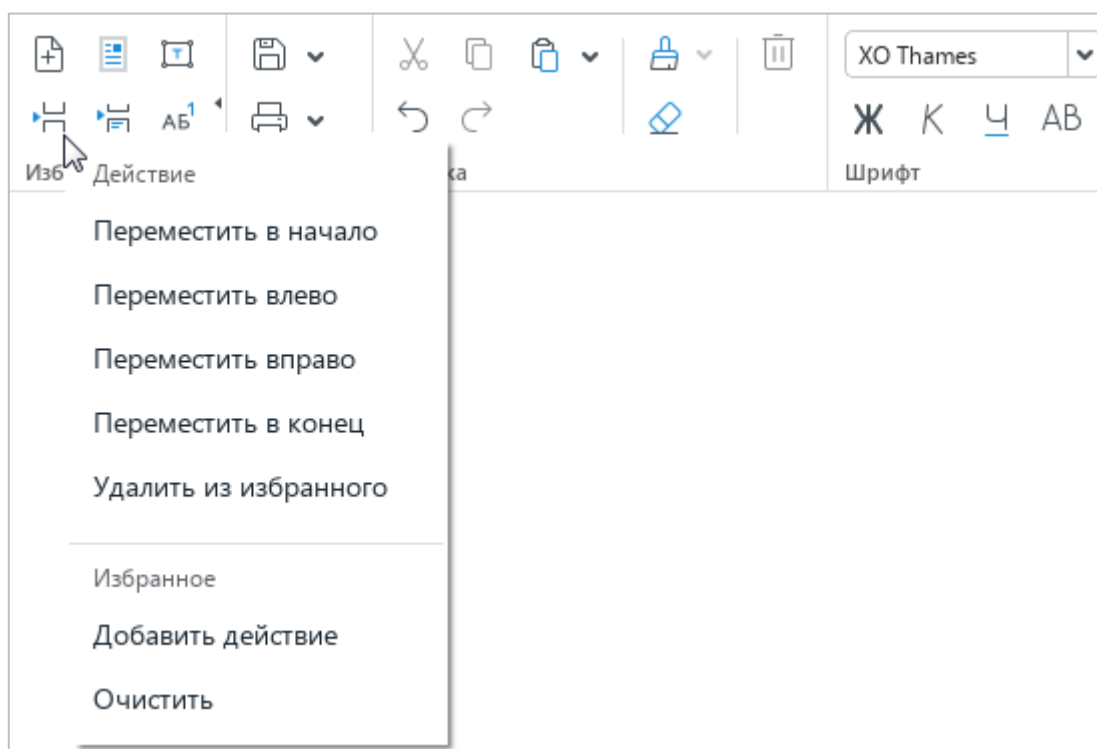 XO Thames
АБ1
Ж К Ч АВ
Изб
ка
Шрифт
Действие
Переместить в начало
Переместить влево
Переместить вправо
Переместить в конец
Удалить из избранного
Избранное
Добавить действие
Очистить